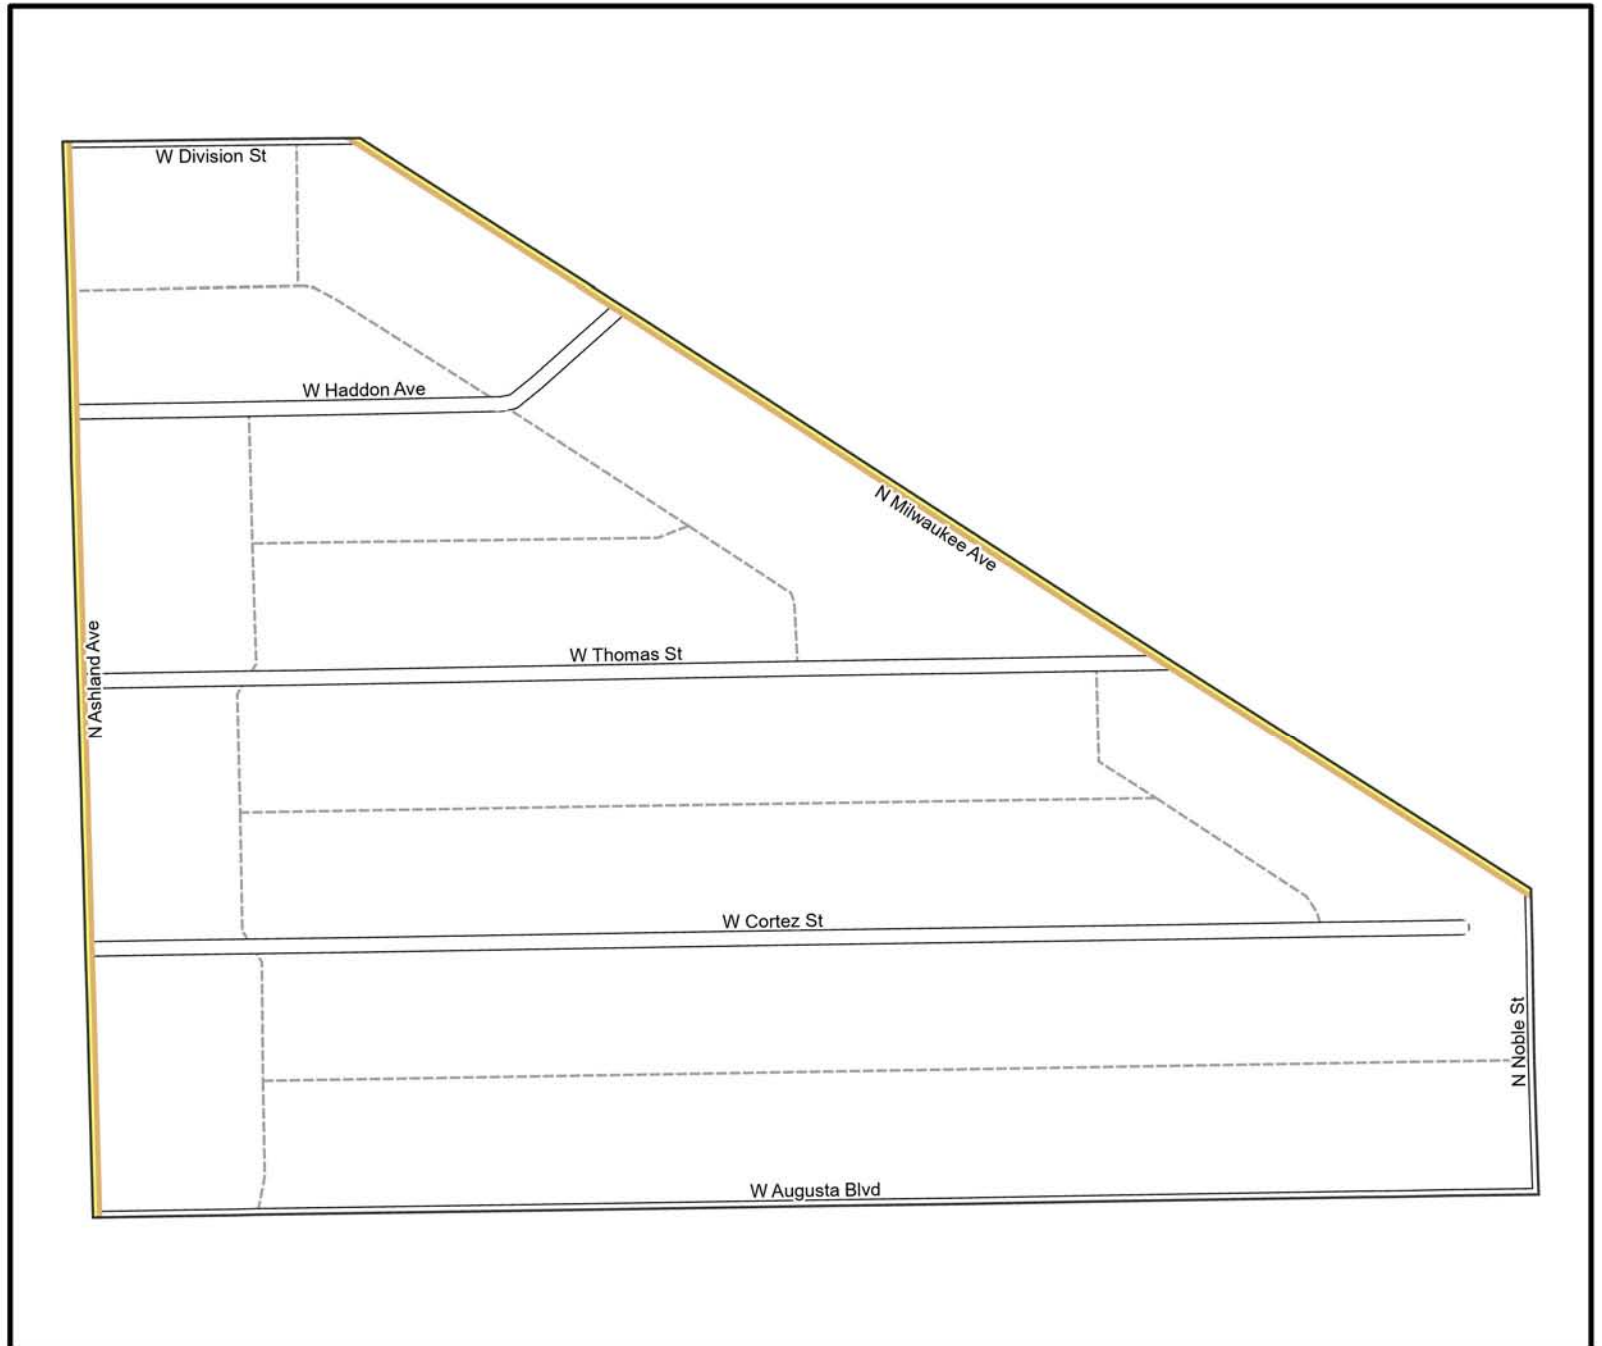 W Division St
W Haddon Ave
N Milwaukee Ave
N Ashland Ave
W Thomas St
W Cortez St
N Noble St
W Augusta Blvd